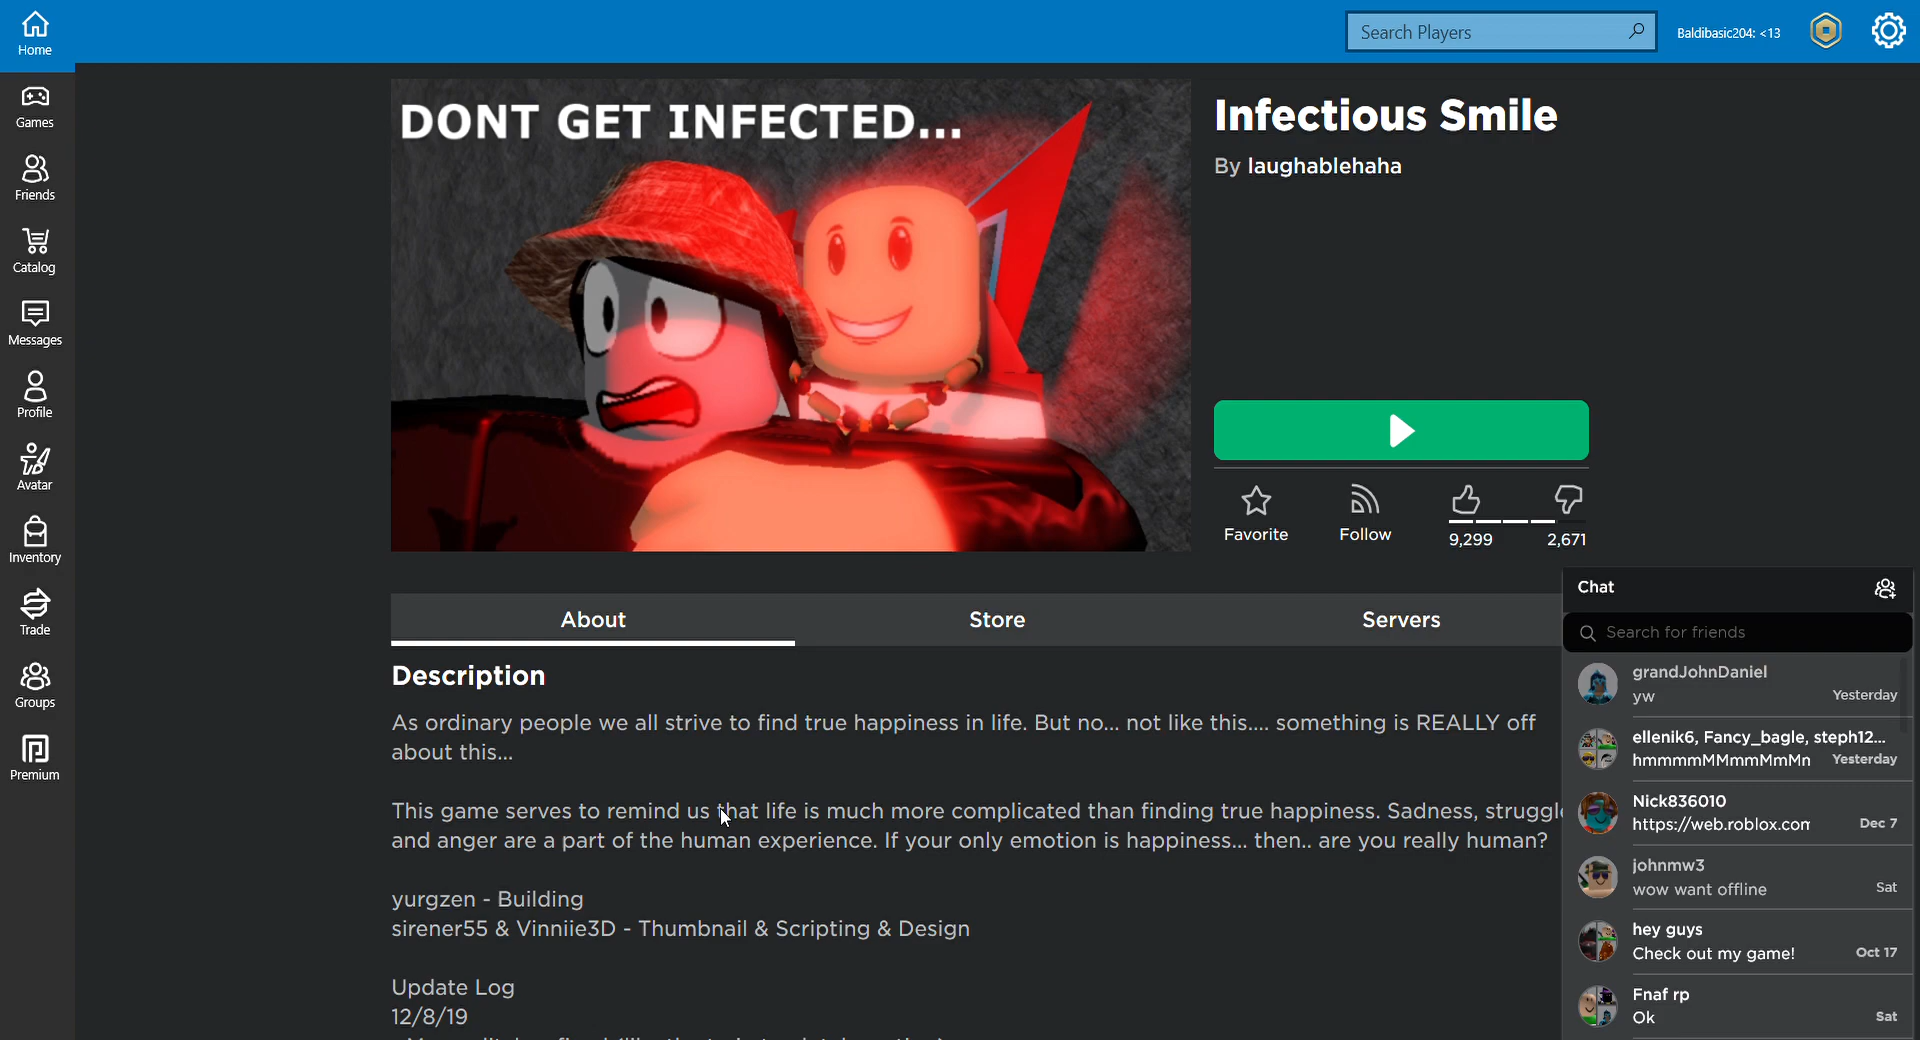 Home
Search Players
Baldibasic204: <13
Games
Friends
Catalog
Messages
Profile
Avatar
Inventory
Trade
Groups
Premium
DONT GET INFECTED...
Infectious Smile
By laughablehaha
Favorite
Follow
9,299
2,671
About
Store
Servers
Description
As ordinary people we all strive to find true happiness in life. But no... not like this.... something is REALLY off
about this...
This game serves to remind us that life is much more complicated than finding true happiness. Sadness, struggle
and anger are a part of the human experience. If your only emotion is happiness... then.. are you really human?
yurgzen - Building
sirener55 & Vinniie3D - Thumbnail & Scripting & Design
Update Log
12/8/19
Chat
Search for friends
grandJohnDaniel
yw
Yesterday
ellenik6, Fancy_bagle, steph12...
hmmmmMMmmMmMn
Yesterday
Nick836010
https://web.roblox.com
Dec 7
johnmw3
wow want offline
Sat
hey guys
Check out my game!
Oct 17
Fnaf rp
Ok
Sat